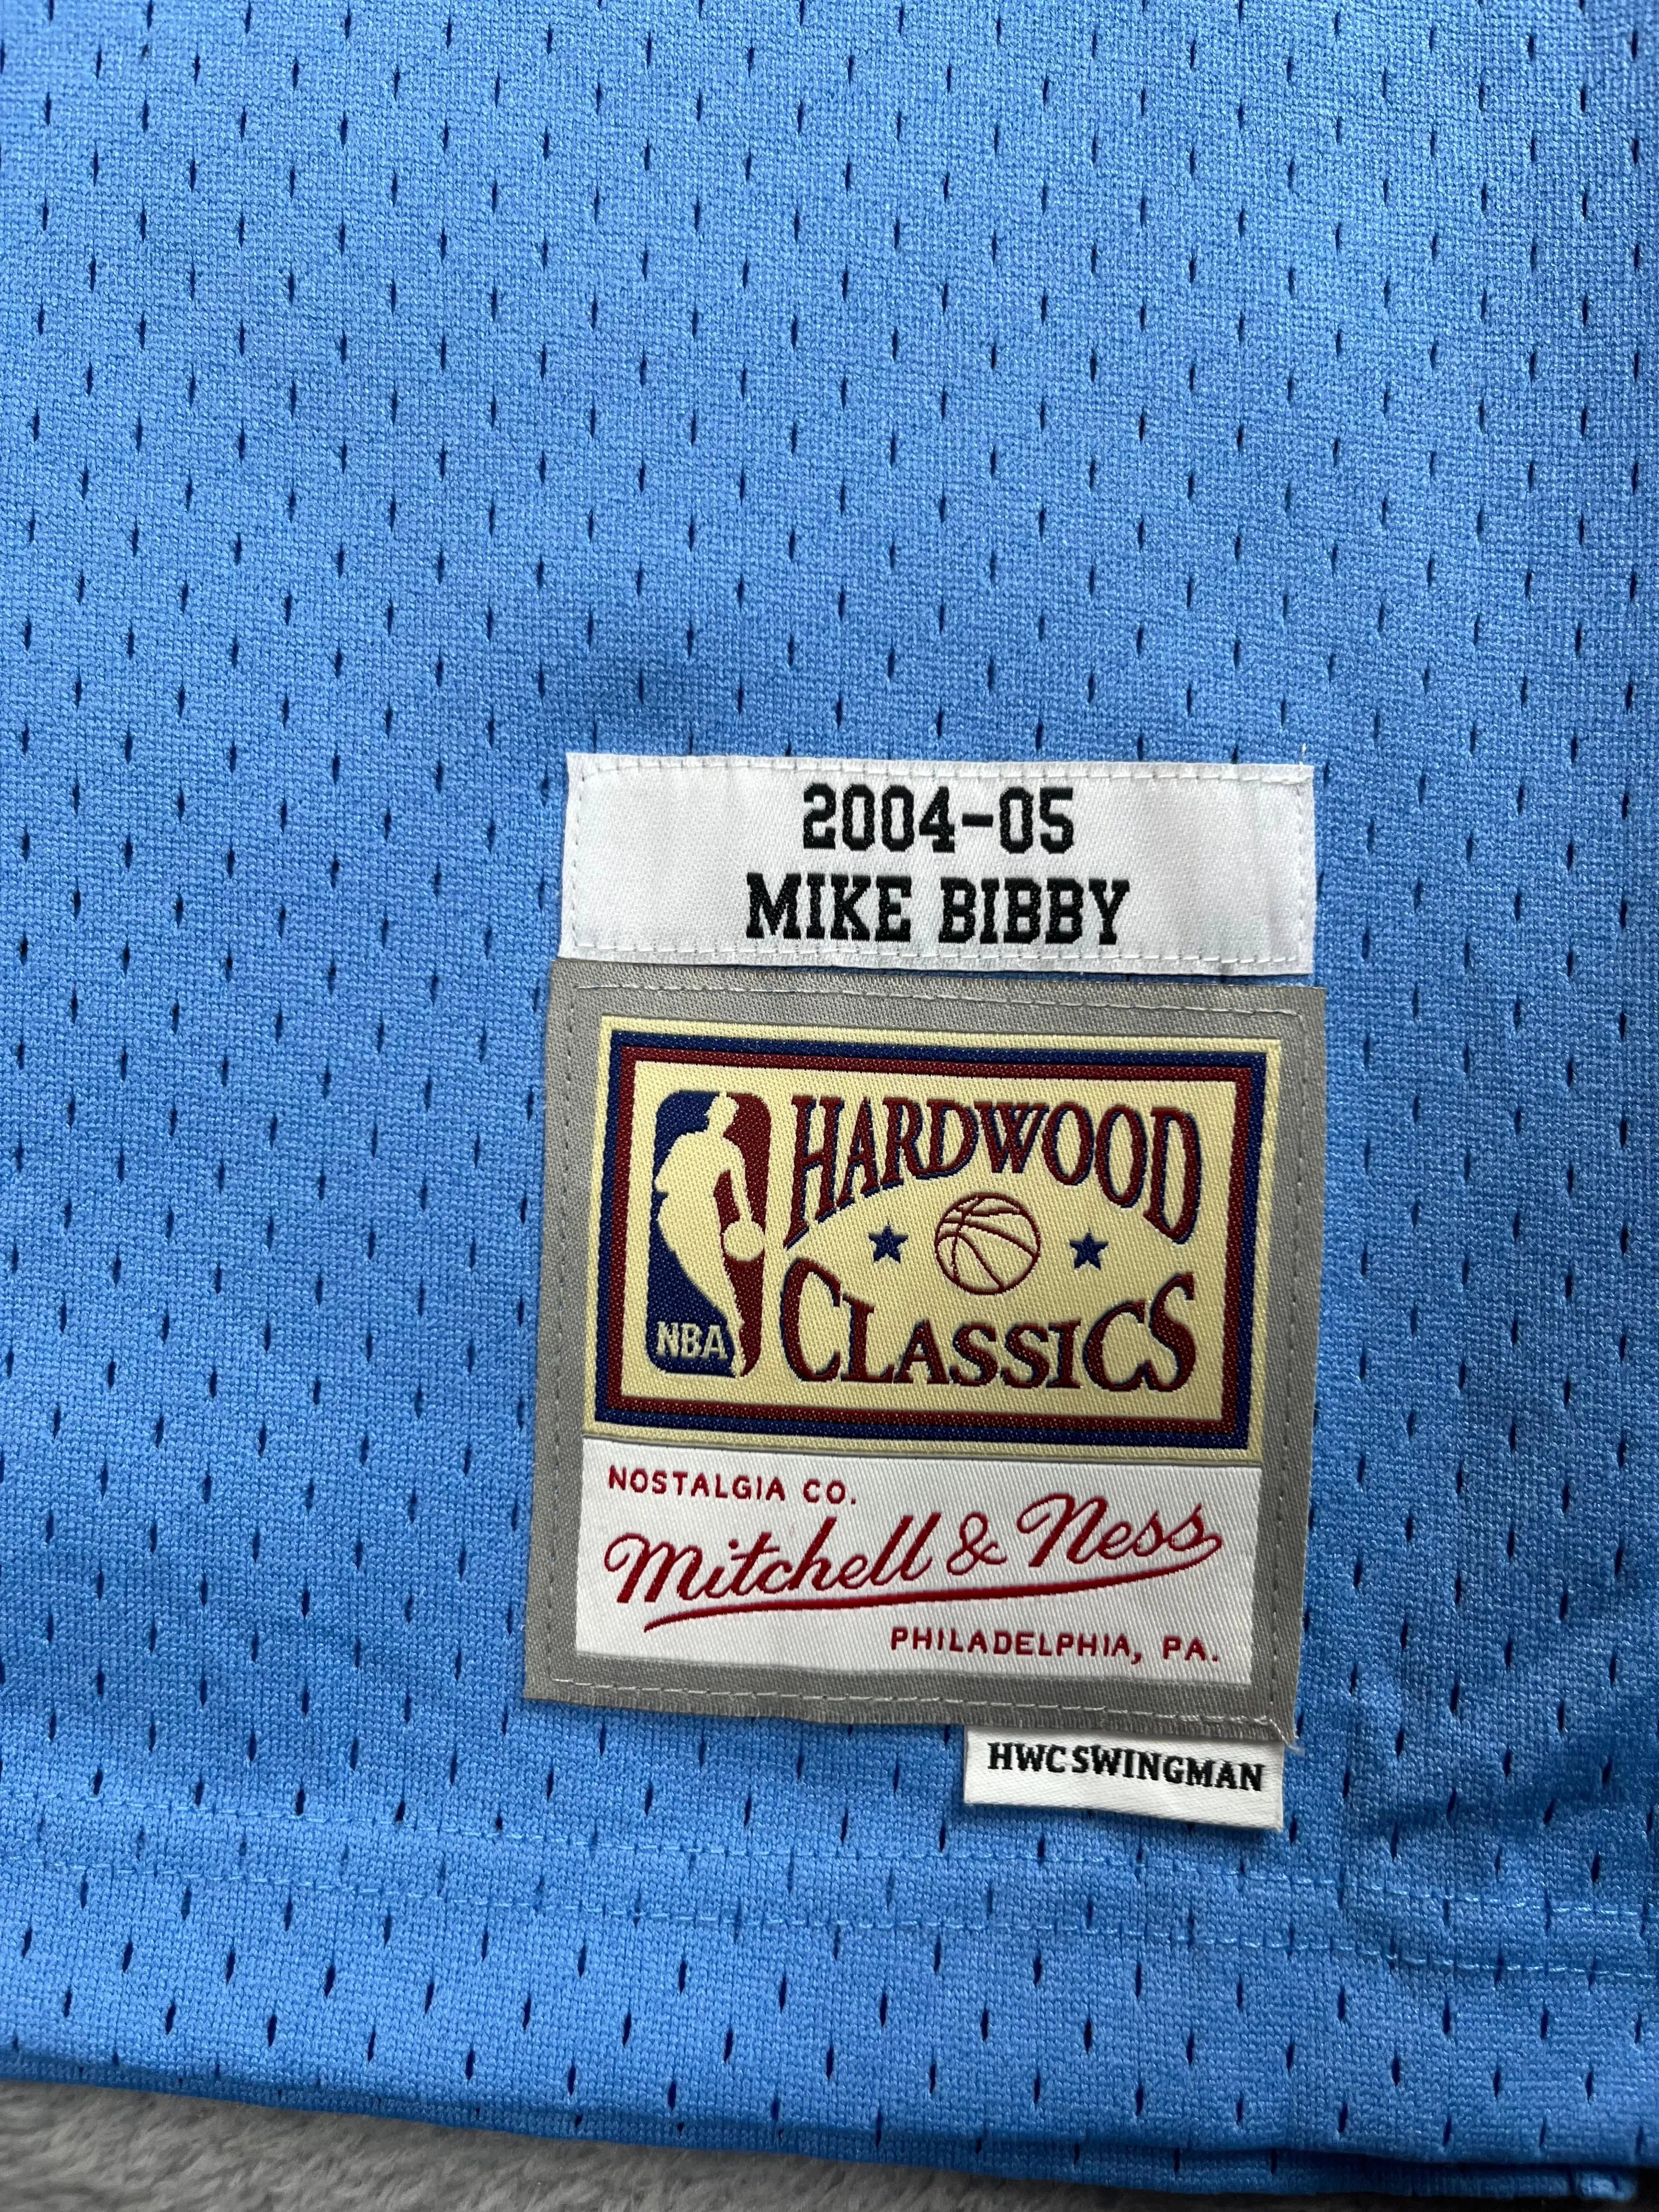 2004-05
MIKE BIBBY
HARDWOOD
CLASSICS
NBA
NOSTALGIA CO.
Mitchell & Ness
PHILADELPHIA, PA.
HWC SWINGMAN